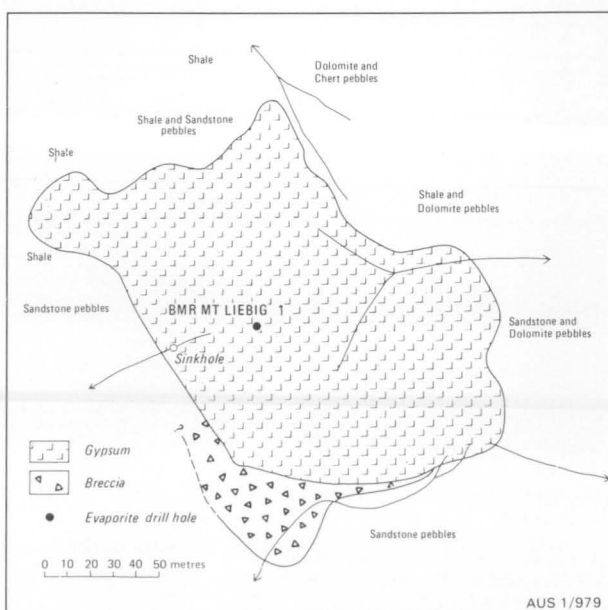 Shale
Dolomite and
Chert pebbles
Shale and Sandstone
pebbles
Shale
Shale and
Dolomite pebbles
Shale
Sandstone pebbles
BMR MT LIEBIG 1
Sandstone and
Dolomite pebbles
Sinkhole
Gypsum
Breccia
Evaporite drill hole
Sandstone pebbles
0 10 20 30 40 50 metres
AUS 1/979